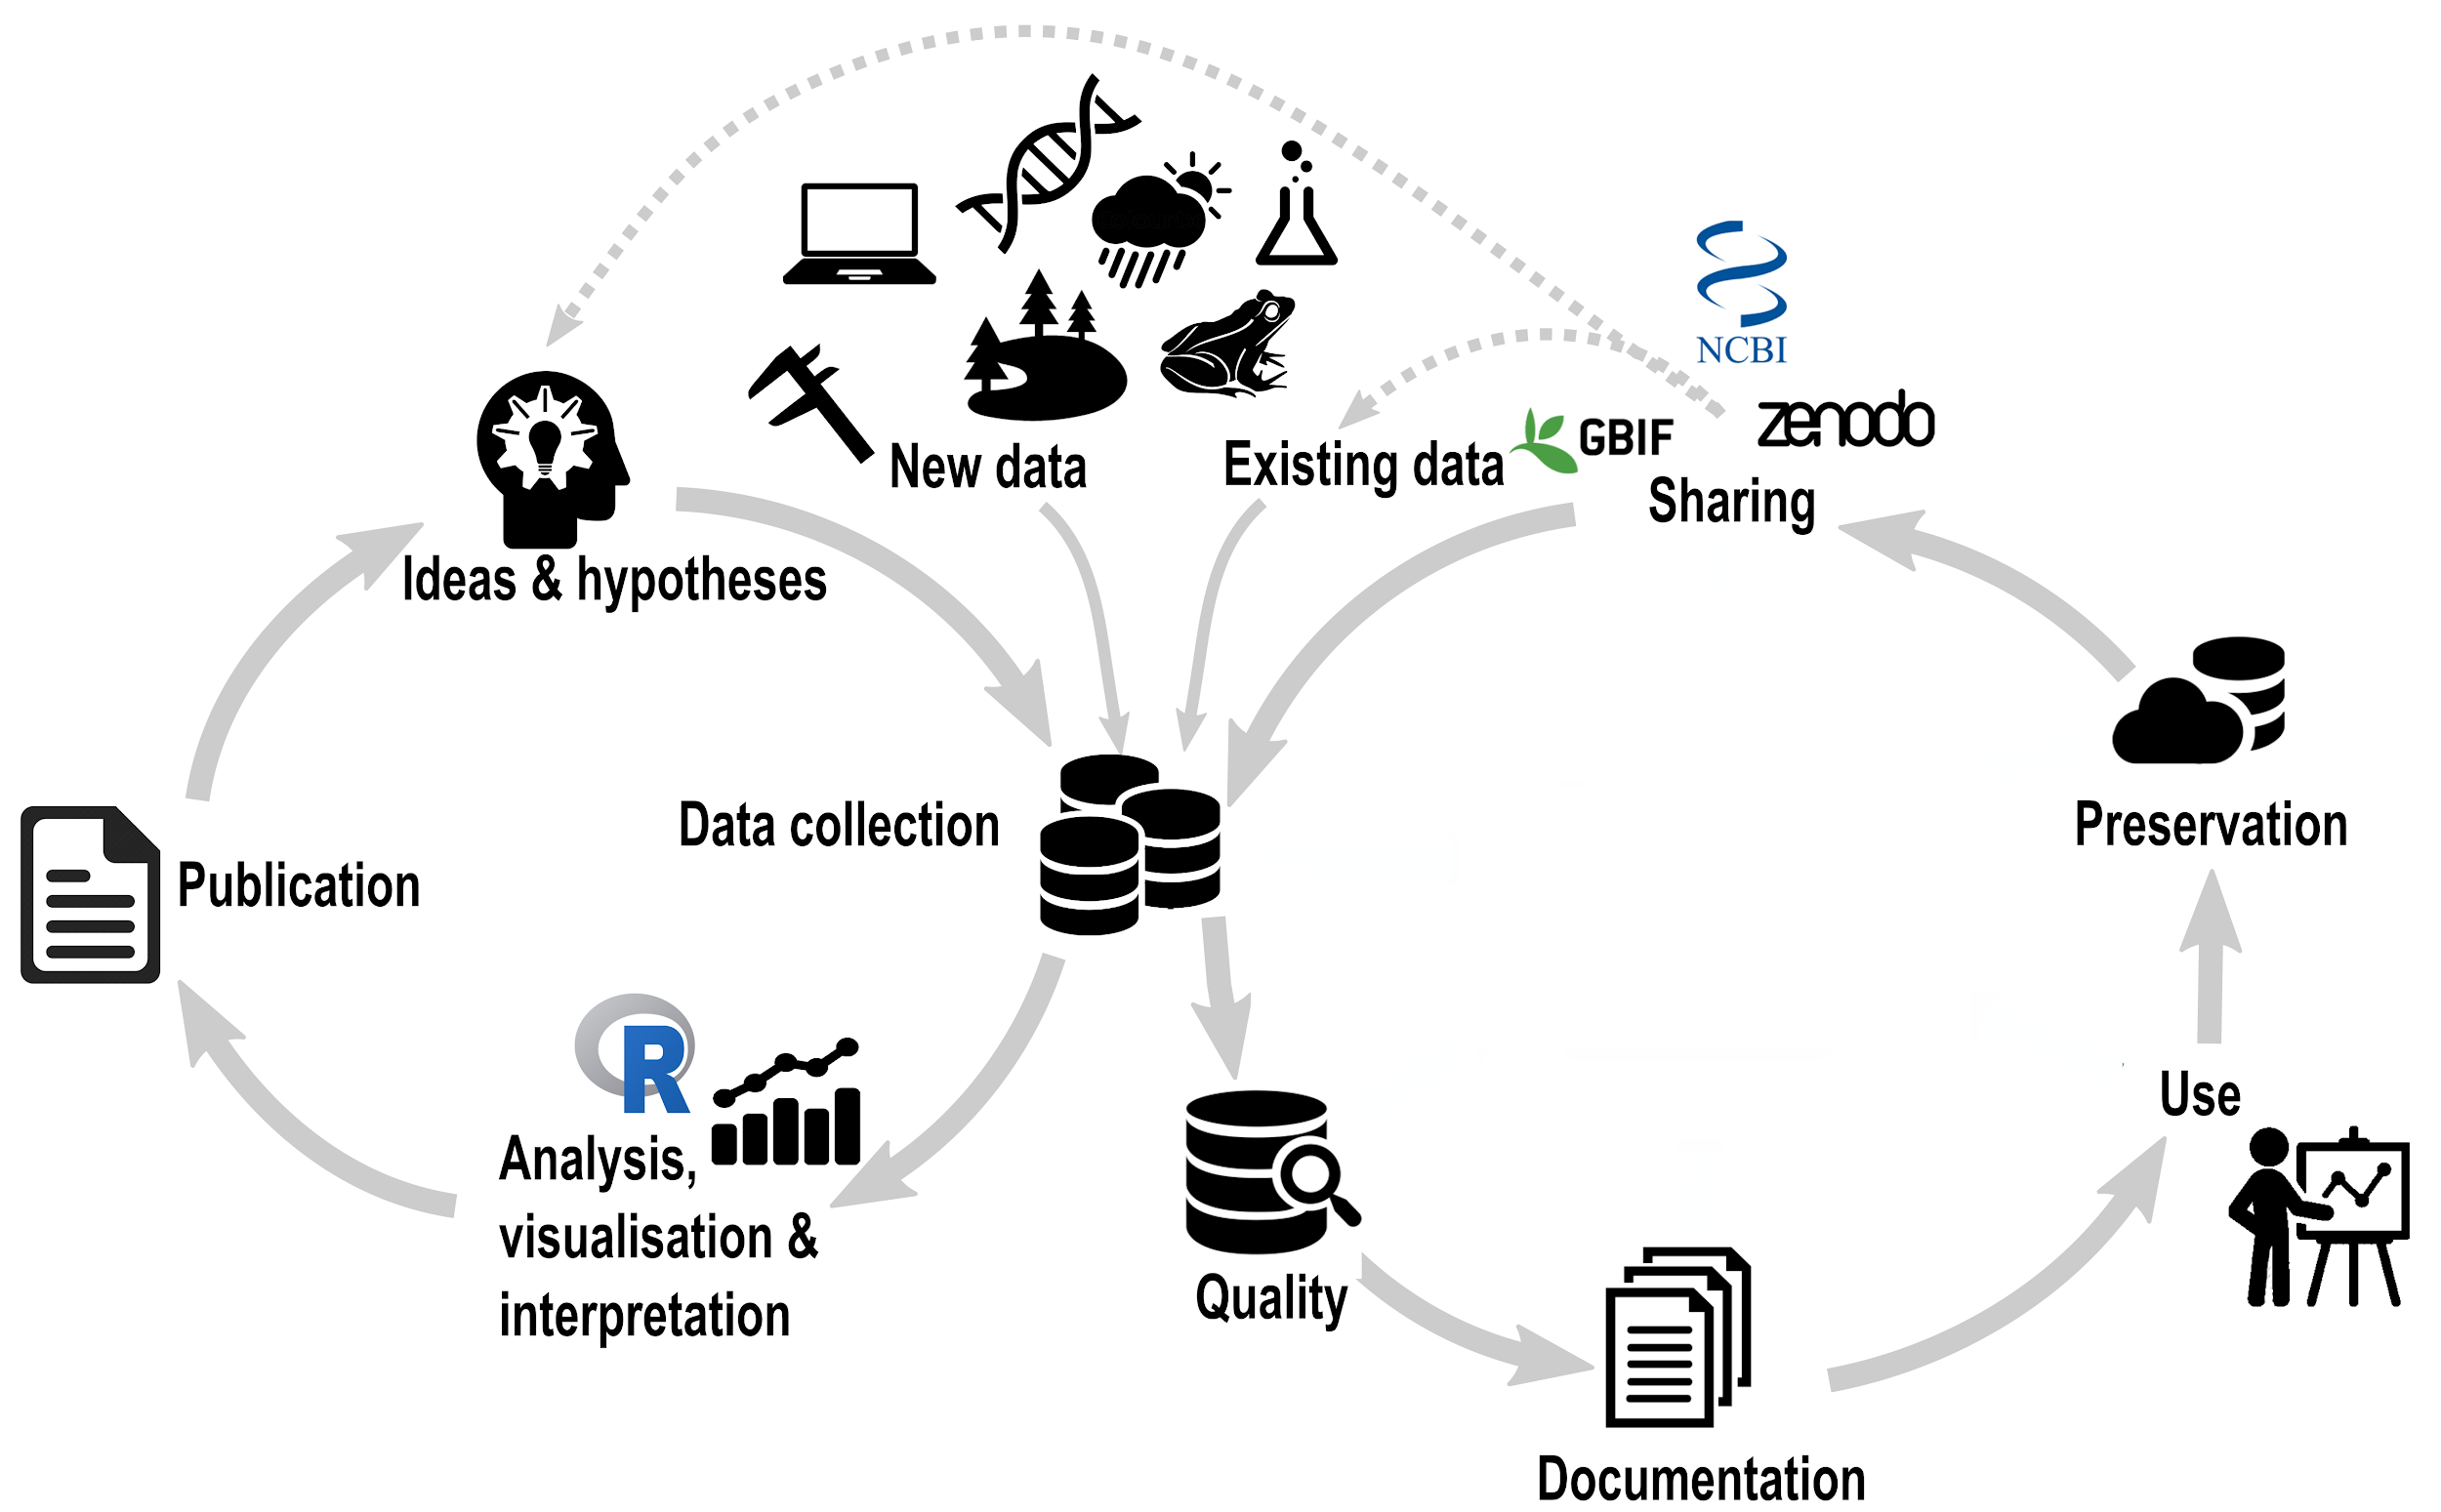 NCBI
zenodo
GBIF
New data
Existing data
Sharing
Ideas & hypotheses
Data collection
Preservation
Publication
R
Analysis,
visualisation &
interpretation
Use
Quality
Documentation